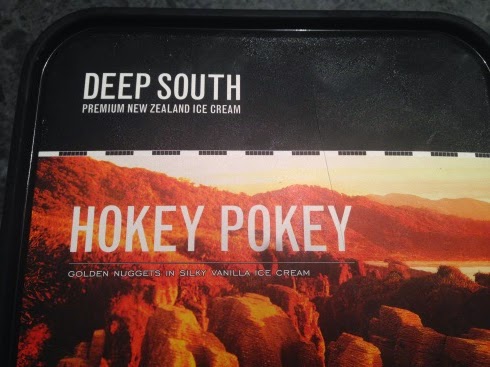 DEEP SOUTH
PREMIUM NEW ZEALAND ICE CREAM
HOKEY POKEY
GOLDEN NUGGETS IN SILKY VANILLA ICE CREAM